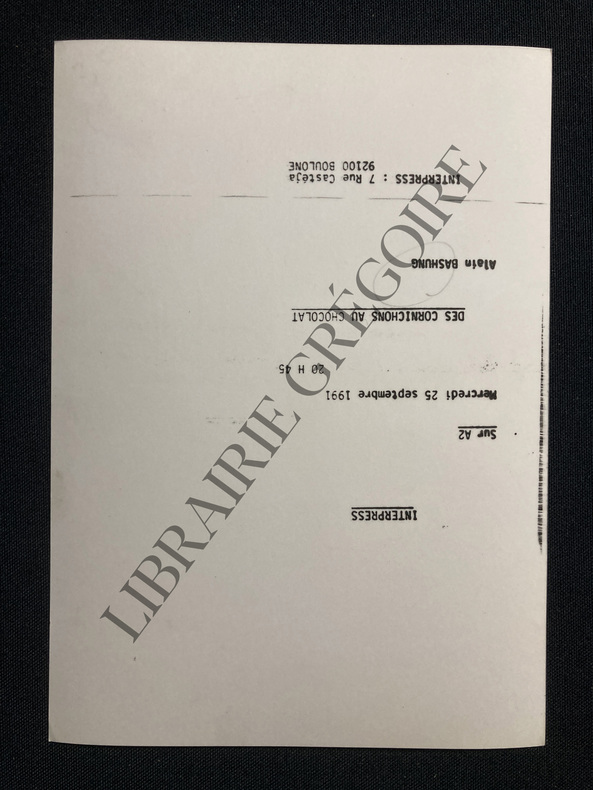 INTERPRESS
Sur A2
Mercredi 25 septembre 1991
20 H 45
DES CORNICHONS AU CHOCOLAT
Alain BASHUNG
INTERPRESS : 7 Rue Castéja
92100 BOULONE
LIBRAIRIE GRÉGOIRE